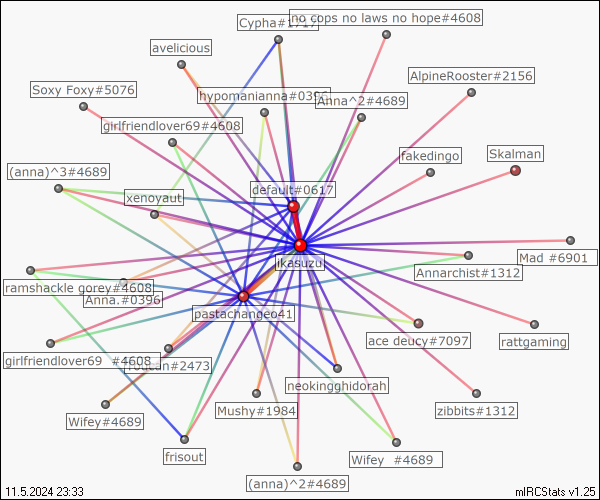 no cops no laws no hope#4608
Cypha#1717
avelicious
AlpineRooster#2156
Soxy Foxy#5076
hypomanianna#0396
Anna^2#4689
girlfriendlover69#4608
fakedingo
Skalman
(anna)^3#4689
default#0617
xenoyaut
jkasuzu
Mad #6901
Annarchist#1312
ramshackle gorey#4608
Anna.#0396
pastachangeo41
rattgaming
ace deucy#7097
girlfriendlover69 #4608
#2473
neokingghidorah
Mushy#1984
zibbits#1312
Wifey#4689
frisout
Wifey #4689
(anna)^2#4689
11.5.2024 23:33
mIRCStats v1.25